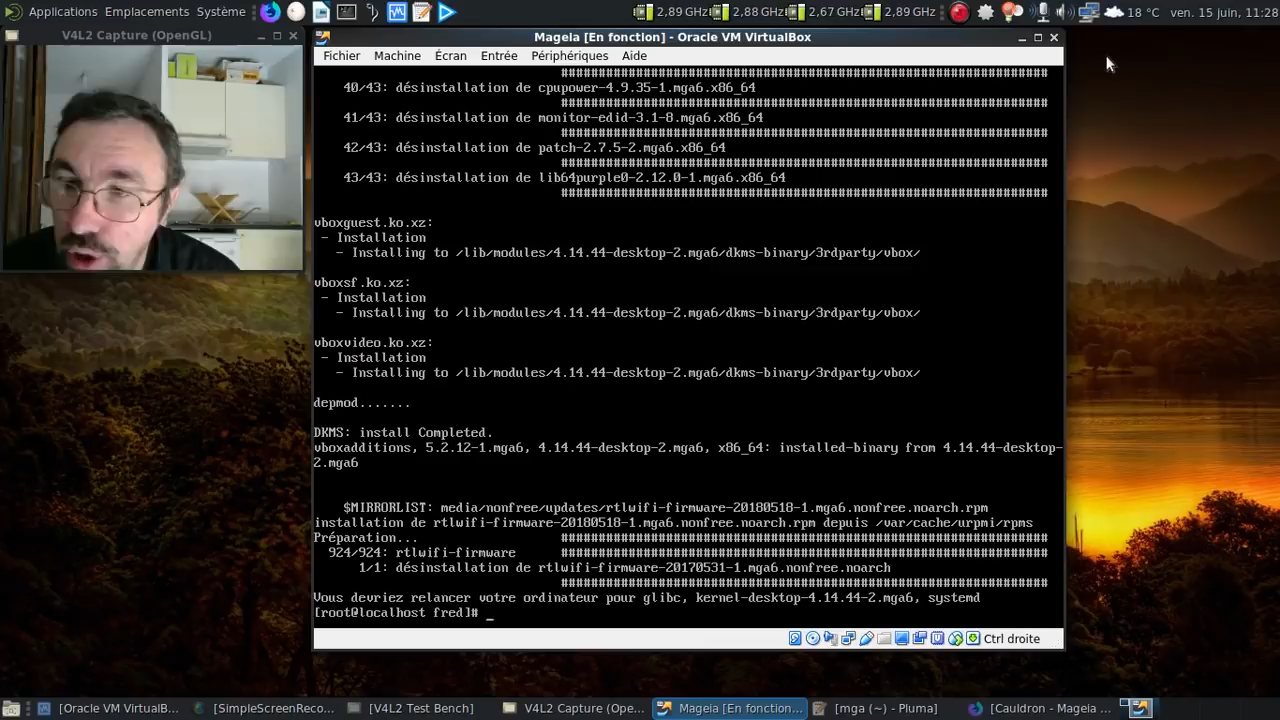 Applications Emplacements Système 2,89 GHz 2,88 GHz 2,67 GHz 2,89 GHz 18 °C ven. 15 juin, 11:28
V4L2 Capture (OpenGL)
Mageia [En fonction] - Oracle VM VirtualBox
Fichier Machine Écran Entrée Périphériques Aide
################################################################
40/43: désinstallation de cpupower-4.9.35-1.mga6.x86_64
################################################################
41/43: désinstallation de monitor-edid-3.1-8.mga6.x86_64
################################################################
42/43: désinstallation de patch-2.7.5-2.mga6.x86_64
################################################################
43/43: désinstallation de lib64purple0-2.12.0-1.mga6.x86_64
################################################################
vboxguest.ko.xz:
- Installation
- Installing to /lib/modules/4.14.44-desktop-2.mga6/dkms-binary/3rdparty/vbox/
vboxsf.ko.xz:
- Installation
- Installing to /lib/modules/4.14.44-desktop-2.mga6/dkms-binary/3rdparty/vbox/
vboxvideo.ko.xz:
- Installation
- Installing to /lib/modules/4.14.44-desktop-2.mga6/dkms-binary/3rdparty/vbox/
depmod.......
DKMS: install Completed.
vboxadditions, 5.2.12-1.mga6, 4.14.44-desktop-2.mga6, x86_64: installed-binary from 4.14.44-desktop-
2.mga6
$MIRRORLIST: media/nonfree/updates/rtlwifi-firmware-20180518-1.mga6.nonfree.noarch.rpm
installation de rtlwifi-firmware-20180518-1.mga6.nonfree.noarch.rpm depuis /var/cache/urpmi/rpms
Préparation... ################################################################
924/924: rtlwifi-firmware ################################################################
1/1: désinstallation de rtlwifi-firmware-20170531-1.mga6.nonfree.noarch
################################################################
Vous devriez relancer votre ordinateur pour glibc, kernel-desktop-4.14.44-2.mga6, systemd
[root@localhost fred]# _
Ctrl droite
[Oracle VM VirtualB... [SimpleScreenReco... [V4L2 Test Bench] V4L2 Capture (Ope... Mageia [En fonction... [mga (~) - Pluma] [Cauldron - Mageia ...